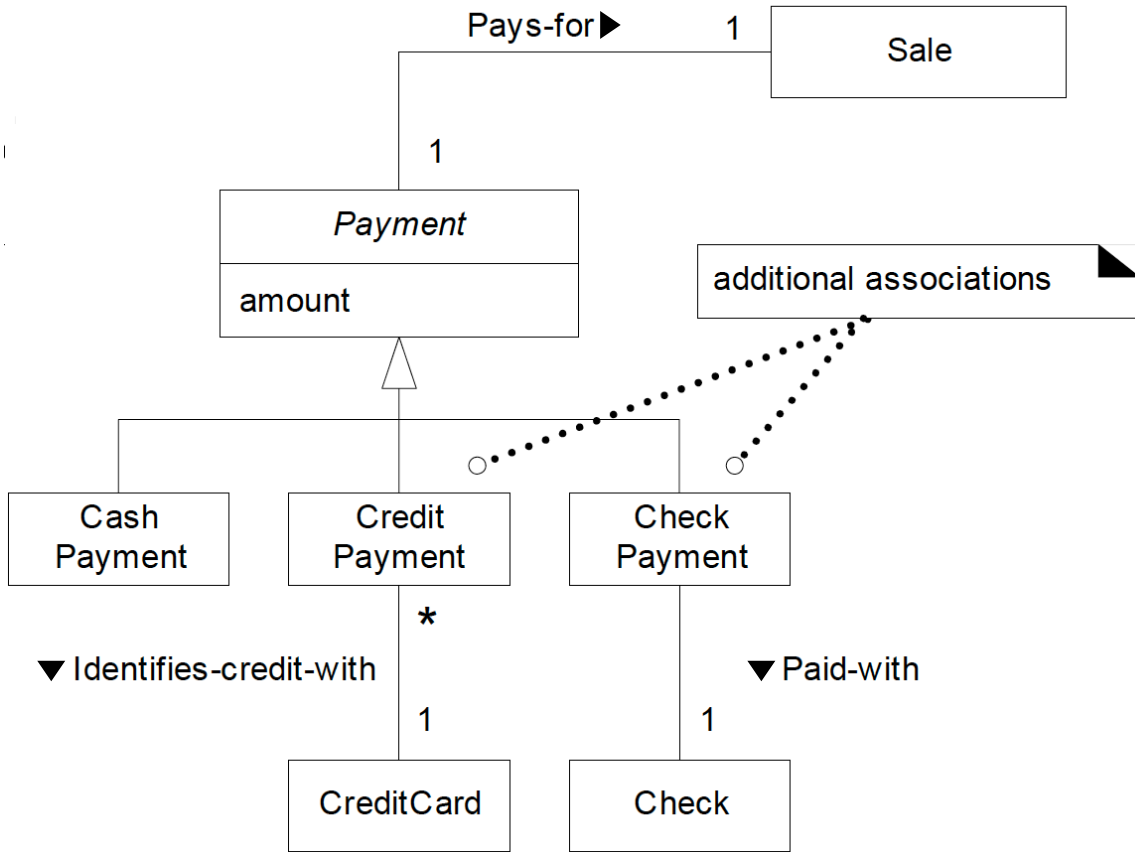 Pays-for ▶ 1
Sale
1
Payment
amount
additional associations
Cash
Payment
Credit
Payment
Check
Payment
*
▼ Identifies-credit-with
▼ Paid-with
1
1
CreditCard
Check